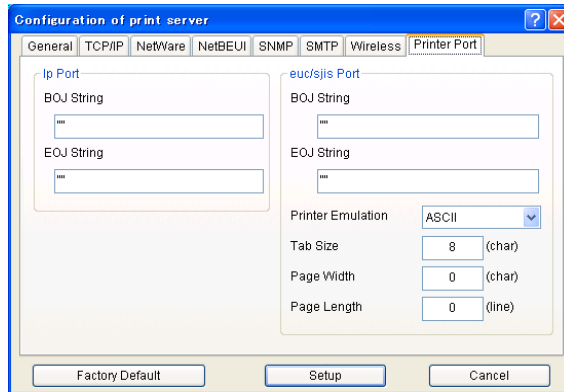 Configuration of print server
General TCP/IP NetWare NetBEUI SNMP SMTP Wireless Printer Port
lp Port
BOJ String
""
EOJ String
""
euc/sjis Port
BOJ String
""
EOJ String
""
Printer Emulation ASCII
Tab Size 8 (char)
Page Width 0 (char)
Page Length 0 (line)
Factory Default Setup Cancel